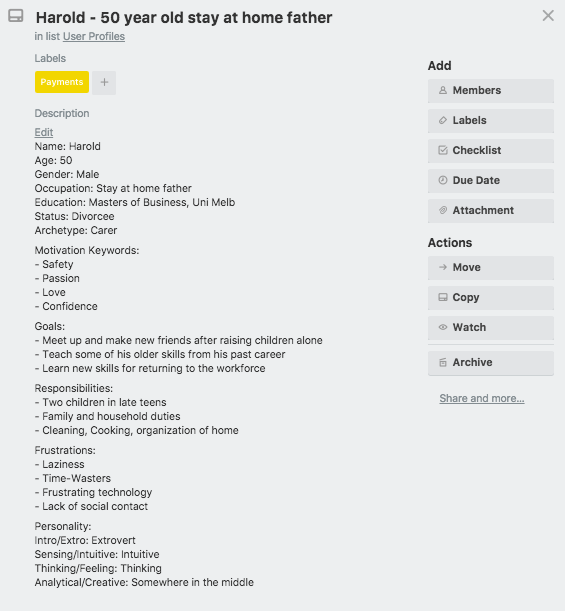 Harold - 50 year old stay at home father
in list User Profiles
Labels
Payments
+
Description
Edit
Name: Harold
Age: 50
Gender: Male
Occupation: Stay at home father
Education: Masters of Business, Uni Melb
Status: Divorcee
Archetype: Carer
Motivation Keywords:
- Safety
- Passion
- Love
- Confidence
Goals:
- Meet up and make new friends after raising children alone
- Teach some of his older skills from his past career
- Learn new skills for returning to the workforce
Responsibilities:
- Two children in late teens
- Family and household duties
- Cleaning, Cooking, organization of home
Frustrations:
- Laziness
- Time-Wasters
- Frustrating technology
- Lack of social contact
Personality:
Intro/Extro: Extrovert
Sensing/Intuitive: Intuitive
Thinking/Feeling: Thinking
Analytical/Creative: Somewhere in the middle
Add
Members
Labels
Checklist
Due Date
Attachment
Actions
Move
Copy
Watch
Archive
Share and more...